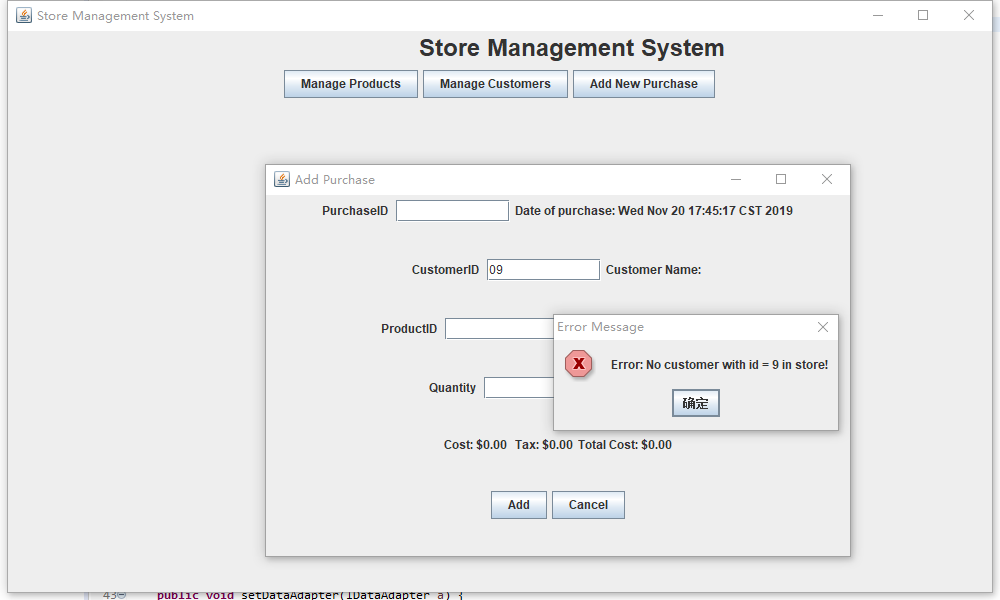 Store Management System
Store Management System
Manage Products Manage Customers Add New Purchase
Add Purchase
PurchaseID Date of purchase: Wed Nov 20 17:45:17 CST 2019
CustomerID 09 Customer Name:
ProductID
Error Message
Error: No customer with id = 9 in store!
确定
Quantity
Cost: $0.00 Tax: $0.00 Total Cost: $0.00
Add Cancel
43 public void setDataAdapter(IDataAdapter a) {